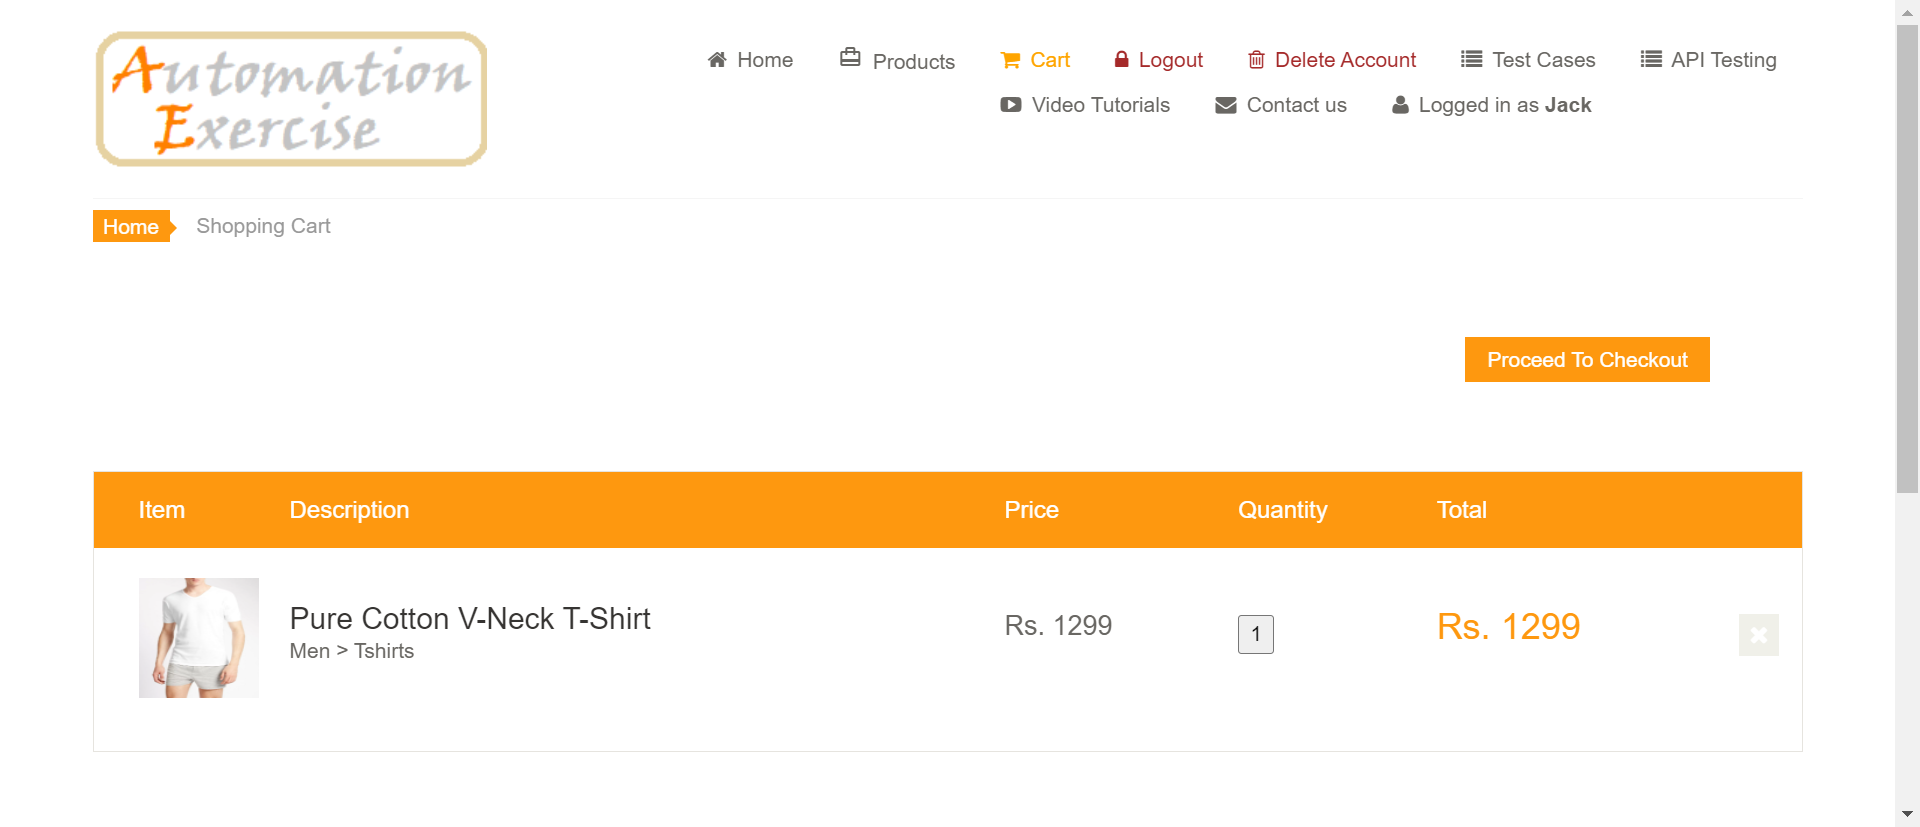 Automation
Exercise
Home Products Cart Logout Delete Account Test Cases API Testing
Video Tutorials Contact us Logged in as Jack
Home Shopping Cart
Proceed To Checkout
Item Description Price Quantity Total
Pure Cotton V-Neck T-Shirt Rs. 1299 1 Rs. 1299
Men > Tshirts